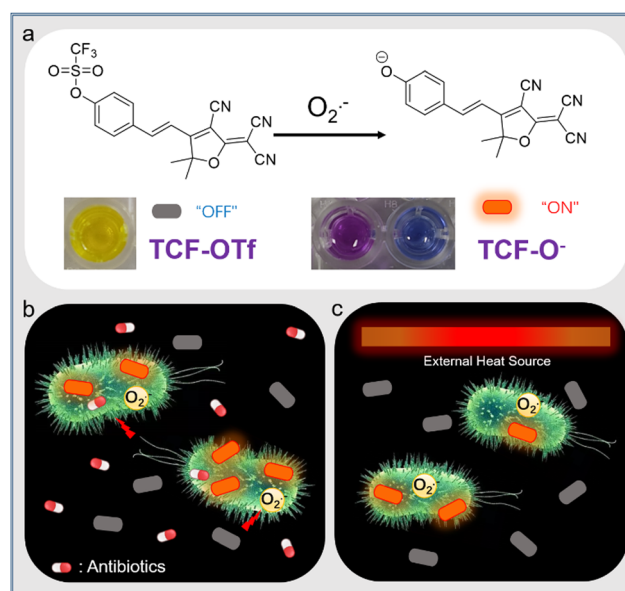 a
CF₃
O=S=O
O
CN
CN
O
CN
O₂·⁻
⊖
O
CN
CN
O
CN
"OFF"
TCF-OTf
H8
"ON"
TCF-O⁻
b
O₂·
O₂·
: Antibiotics
c
External Heat Source
O₂·
O₂·